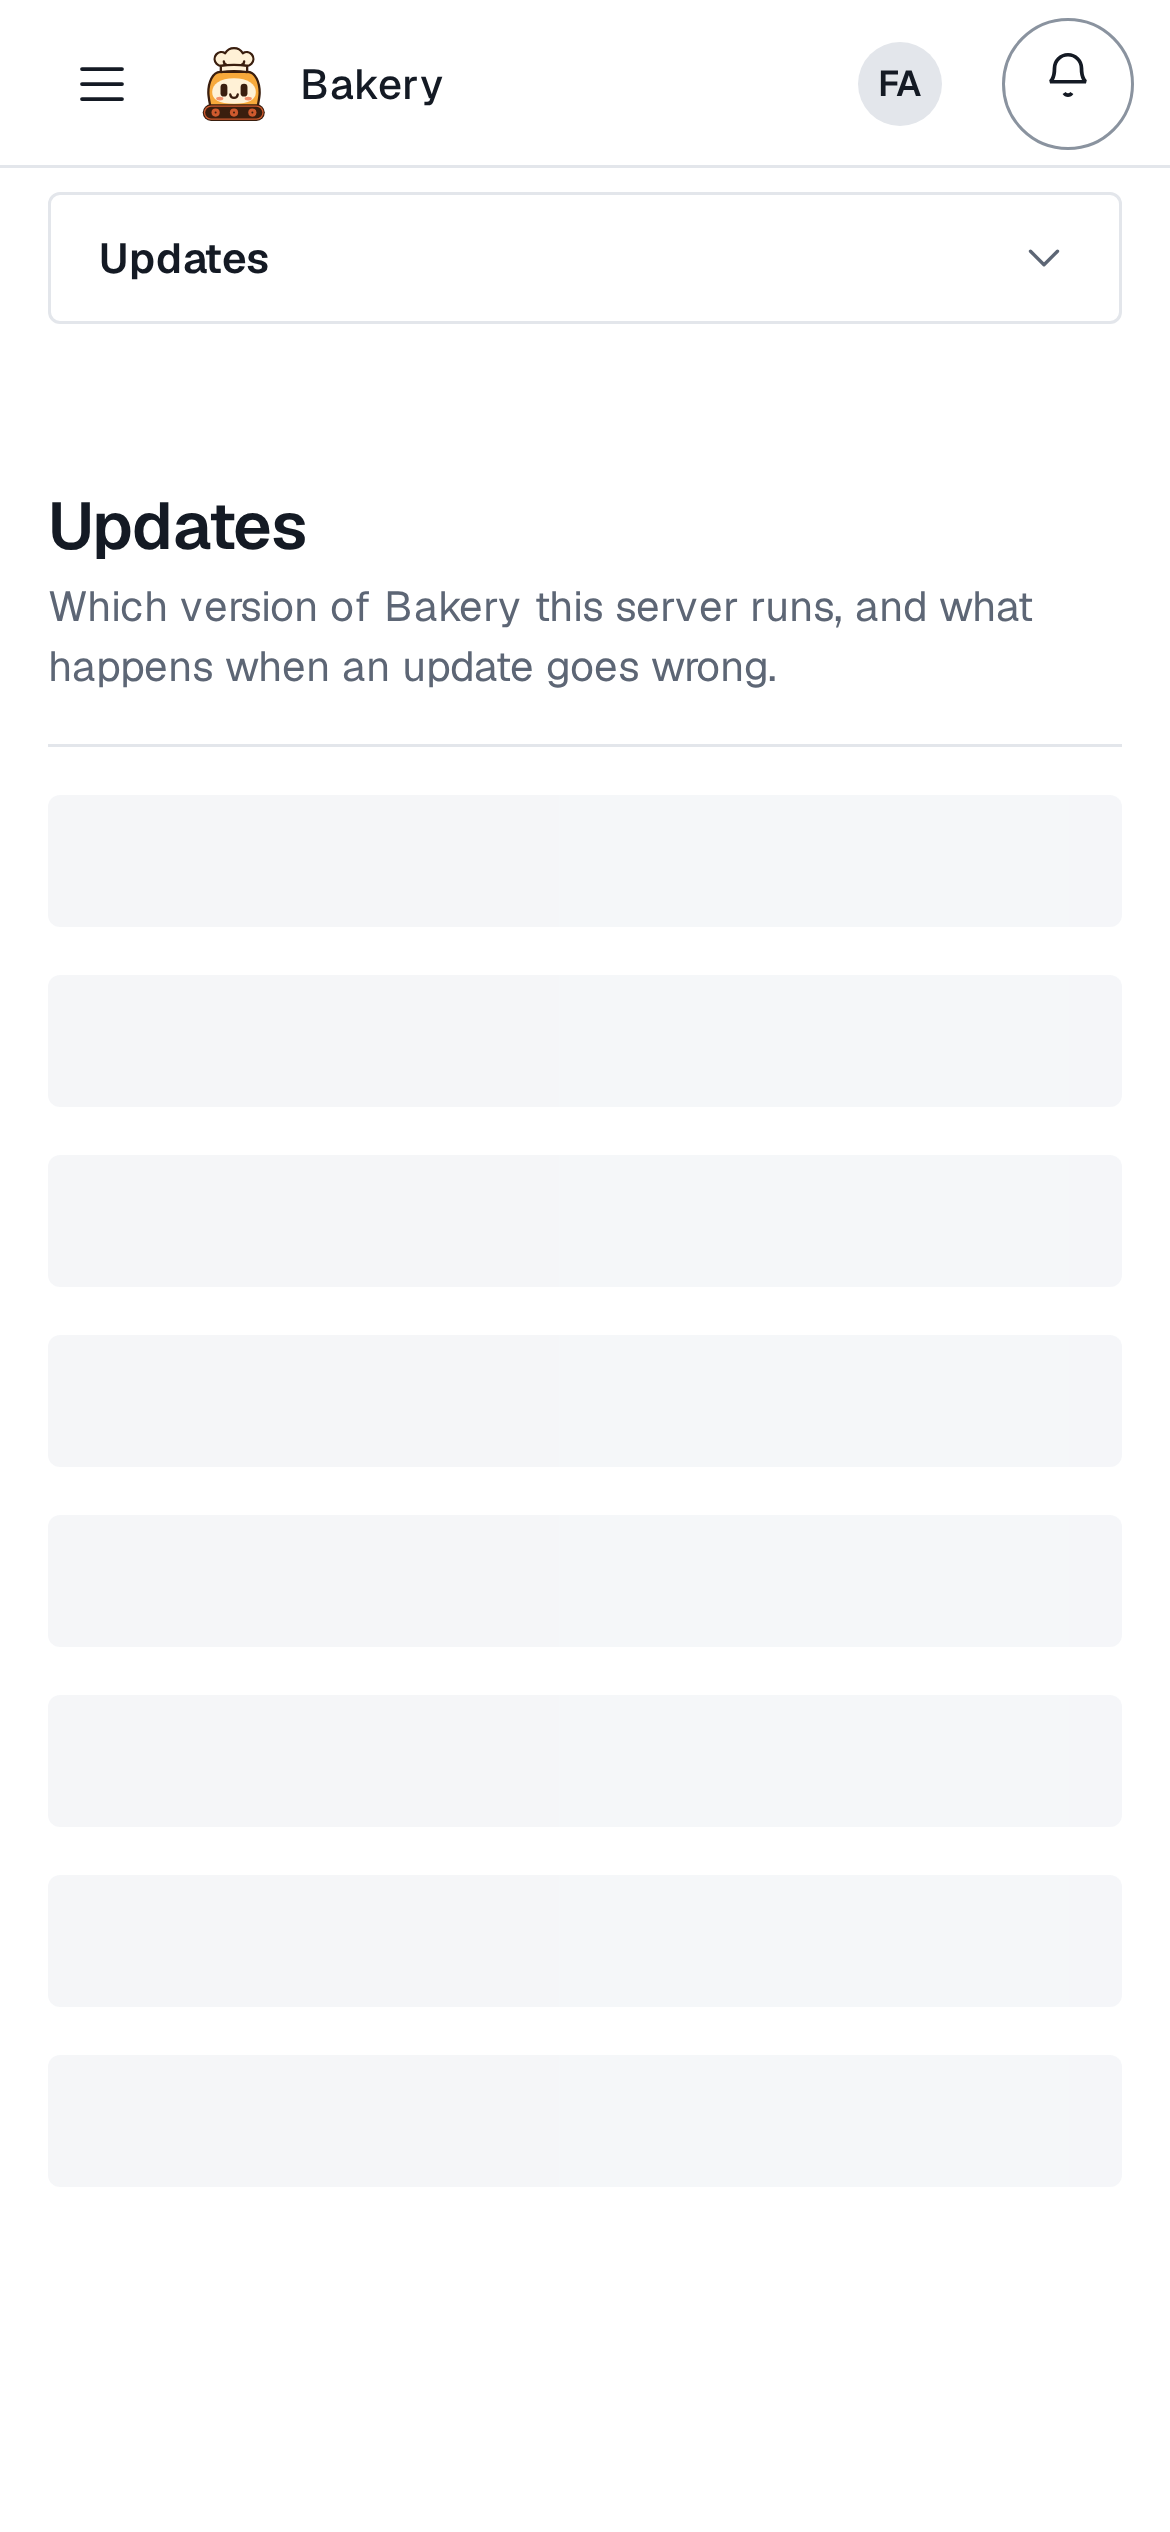 Bakery
FA
Updates
Updates
Which version of Bakery this server runs, and what
happens when an update goes wrong.